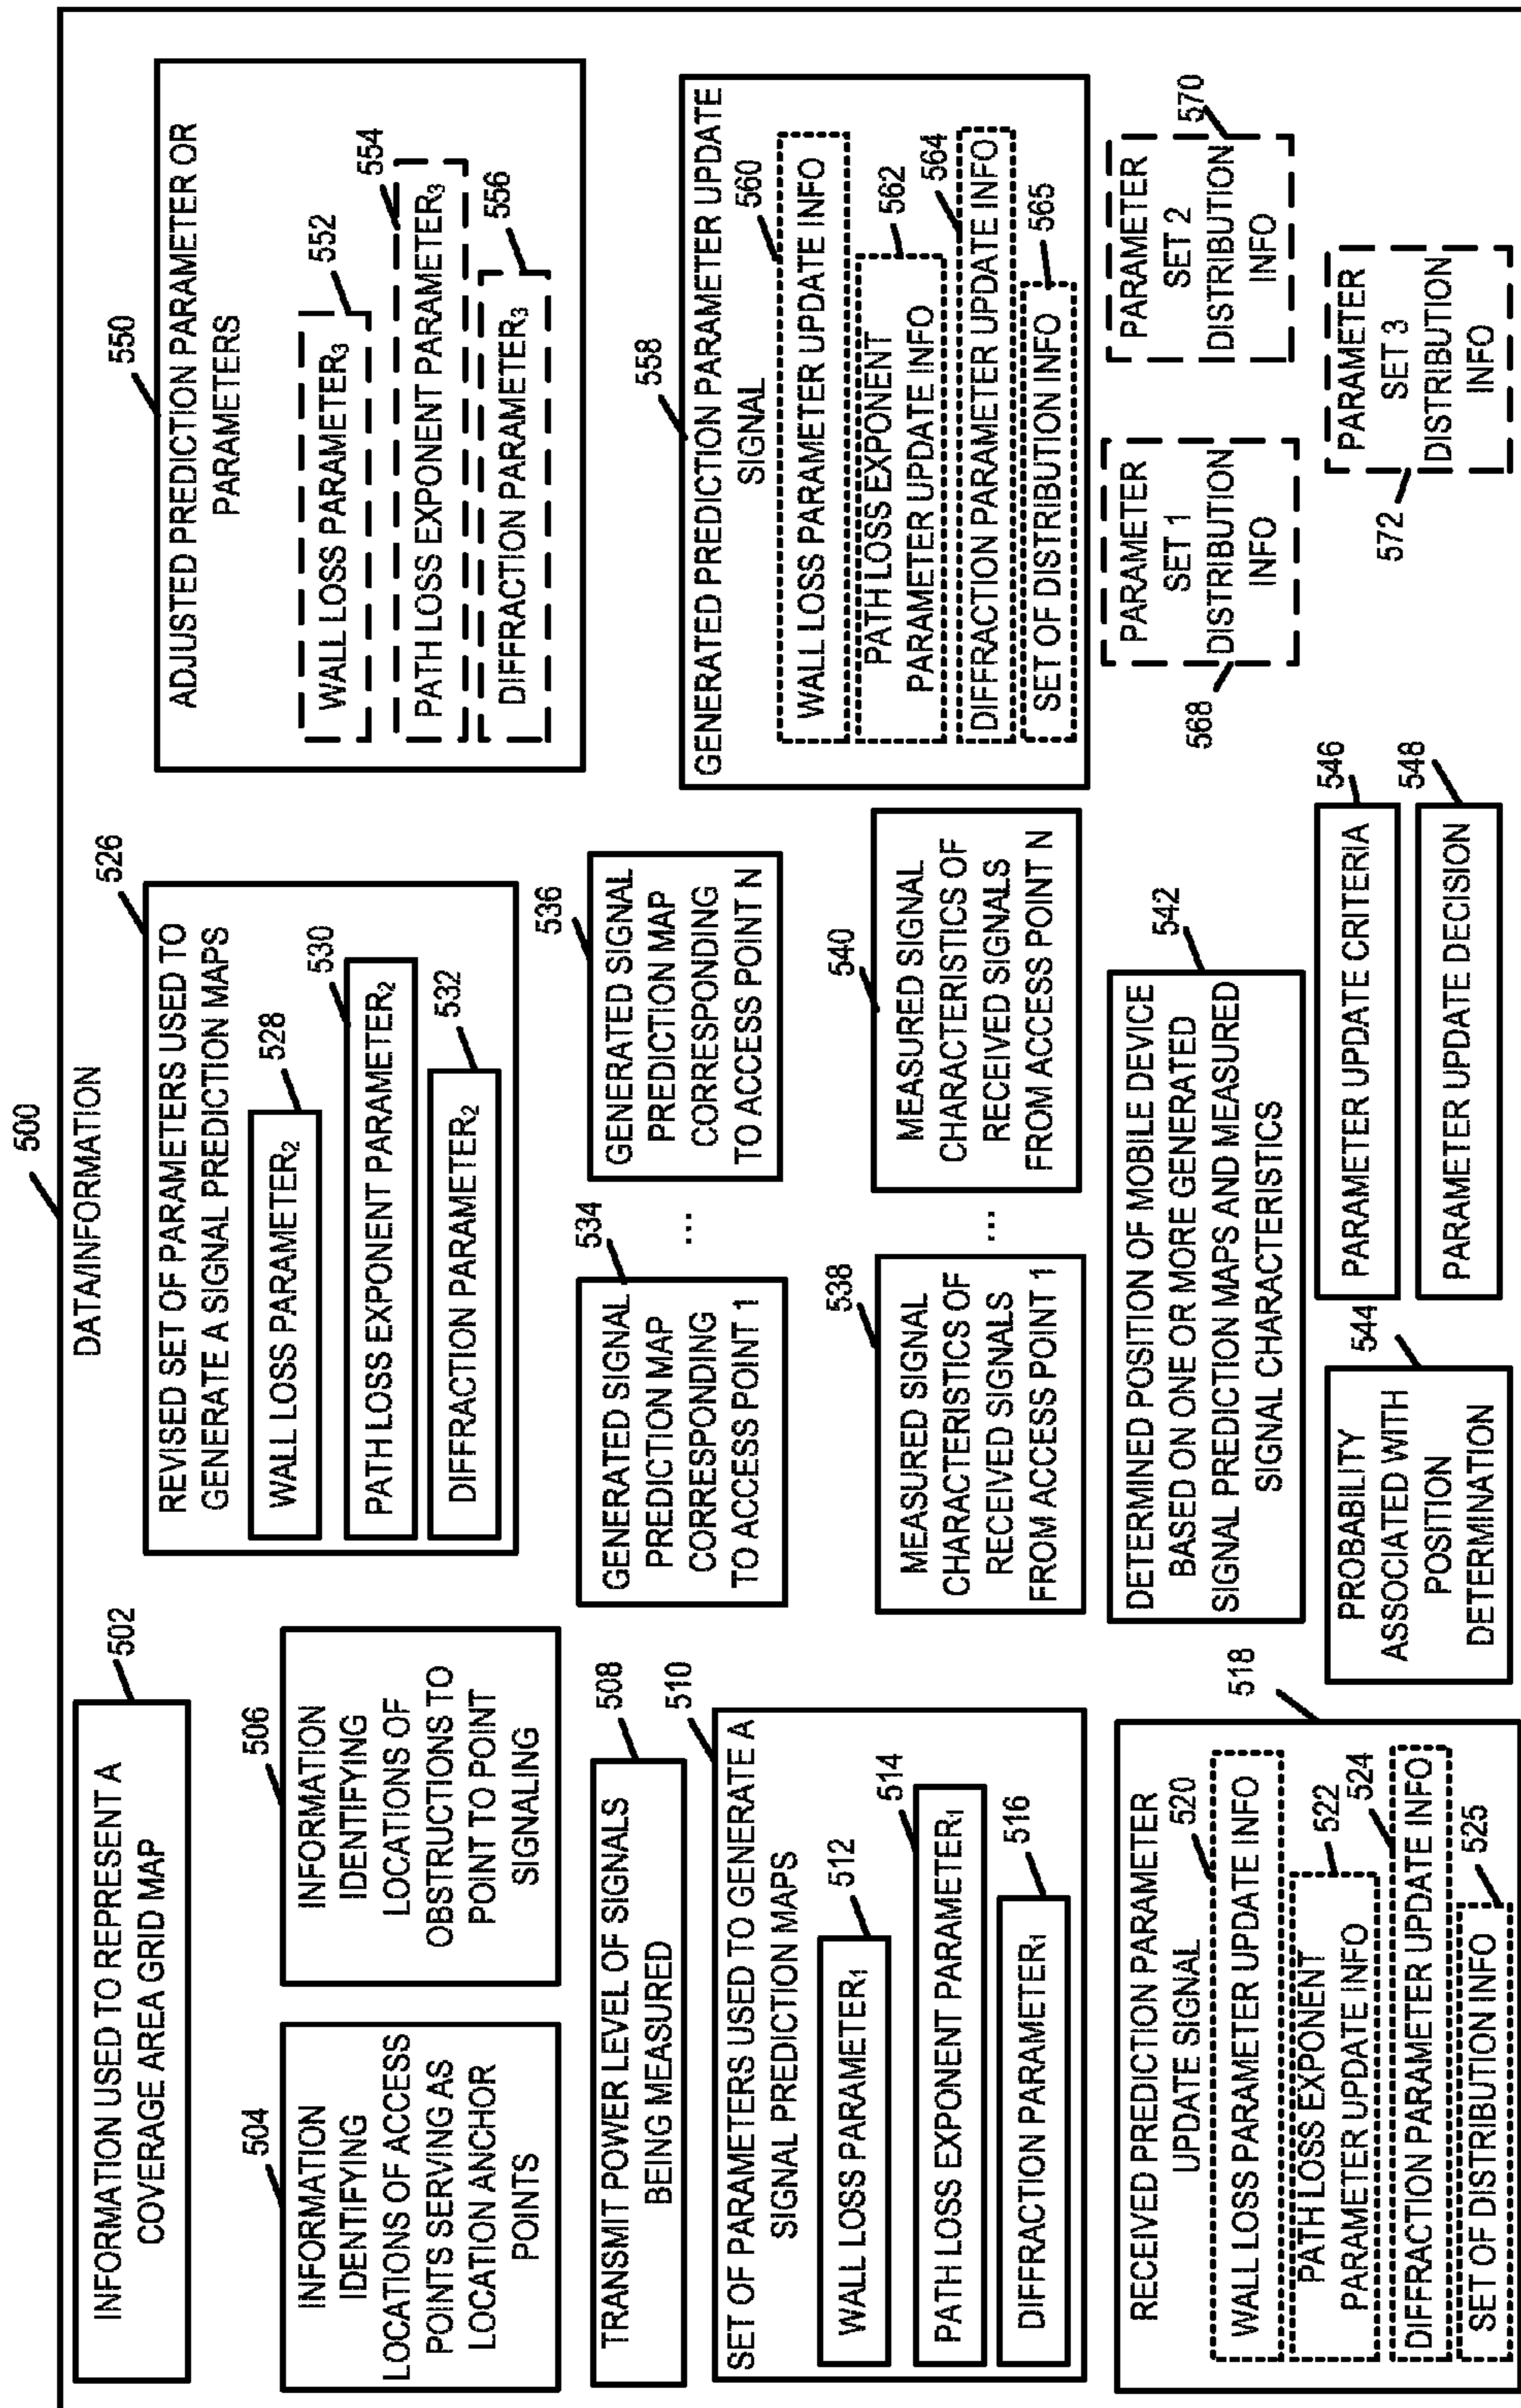 500
DATA/INFORMATION
502
INFORMATION USED TO REPRESENT A
COVERAGE AREA GRID MAP
504
INFORMATION
IDENTIFYING
LOCATIONS OF ACCESS
POINTS SERVING AS
LOCATION ANCHOR
POINTS
506
INFORMATION
IDENTIFYING
LOCATIONS OF
OBSTRUCTIONS TO
POINT TO POINT
SIGNALING
508
TRANSMIT POWER LEVEL OF SIGNALS
BEING MEASURED
510
SET OF PARAMETERS USED TO GENERATE A
SIGNAL PREDICTION MAPS
512
WALL LOSS PARAMETER₁
514
PATH LOSS EXPONENT PARAMETER₁
516
DIFFRACTION PARAMETER₁
518
RECEIVED PREDICTION PARAMETER
UPDATE SIGNAL
520
WALL LOSS PARAMETER UPDATE INFO
522
PATH LOSS EXPONENT
PARAMETER UPDATE INFO
524
DIFFRACTION PARAMETER UPDATE INFO
525
SET OF DISTRIBUTION INFO
526
REVISED SET OF PARAMETERS USED TO
GENERATE A SIGNAL PREDICTION MAPS
528
WALL LOSS PARAMETER₂
530
PATH LOSS EXPONENT PARAMETER₂
532
DIFFRACTION PARAMETER₂
534
GENERATED SIGNAL
PREDICTION MAP
CORRESPONDING
TO ACCESS POINT 1
...
536
GENERATED SIGNAL
PREDICTION MAP
CORRESPONDING
TO ACCESS POINT N
538
MEASURED SIGNAL
CHARACTERISTICS OF
RECEIVED SIGNALS
FROM ACCESS POINT 1
...
540
MEASURED SIGNAL
CHARACTERISTICS OF
RECEIVED SIGNALS
FROM ACCESS POINT N
542
DETERMINED POSITION OF MOBILE DEVICE
BASED ON ONE OR MORE GENERATED
SIGNAL PREDICTION MAPS AND MEASURED
SIGNAL CHARACTERISTICS
544
PROBABILITY
ASSOCIATED WITH
POSITION
DETERMINATION
546
PARAMETER UPDATE CRITERIA
548
PARAMETER UPDATE DECISION
550
ADJUSTED PREDICTION PARAMETER OR
PARAMETERS
552
WALL LOSS PARAMETER₃
554
PATH LOSS EXPONENT PARAMETER₃
556
DIFFRACTION PARAMETER₃
558
GENERATED PREDICTION PARAMETER UPDATE
SIGNAL
560
WALL LOSS PARAMETER UPDATE INFO
562
PATH LOSS EXPONENT
PARAMETER UPDATE INFO
564
DIFFRACTION PARAMETER UPDATE INFO
565
SET OF DISTRIBUTION INFO
568
PARAMETER
SET 1
DISTRIBUTION
INFO
570
PARAMETER
SET 2
DISTRIBUTION
INFO
572
PARAMETER
SET 3
DISTRIBUTION
INFO